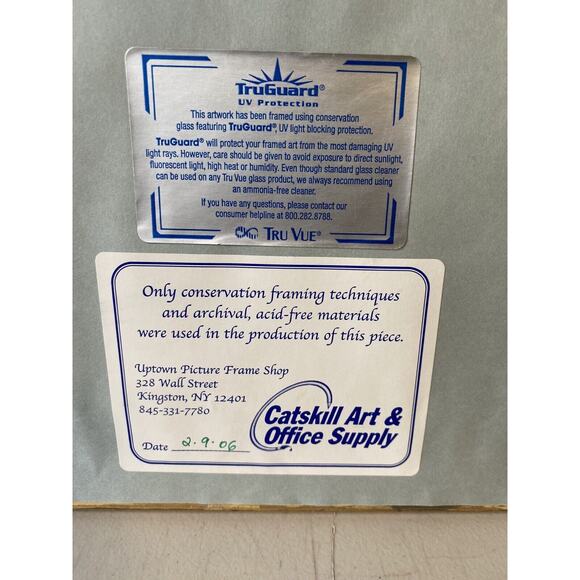 TruGuard®
UV Protection
This artwork has been framed using conservation
glass featuring TruGuard®, UV light blocking protection.
TruGuard® will protect your framed art from the most damaging UV
light rays. However, care should be given to avoid exposure to direct sunlight,
fluorescent light, high heat or humidity. Even though standard glass cleaner
can be used on any Tru Vue glass product, we always recommend using
an ammonia-free cleaner.
If you have any questions, please contact our
consumer helpline at 800.282.8788.
TRU VUE®
Only conservation framing techniques
and archival, acid-free materials
were used in the production of this piece.
Uptown Picture Frame Shop
328 Wall Street
Kingston, NY 12401
845-331-7780
Catskill Art &
Office Supply
Date 2.9.06